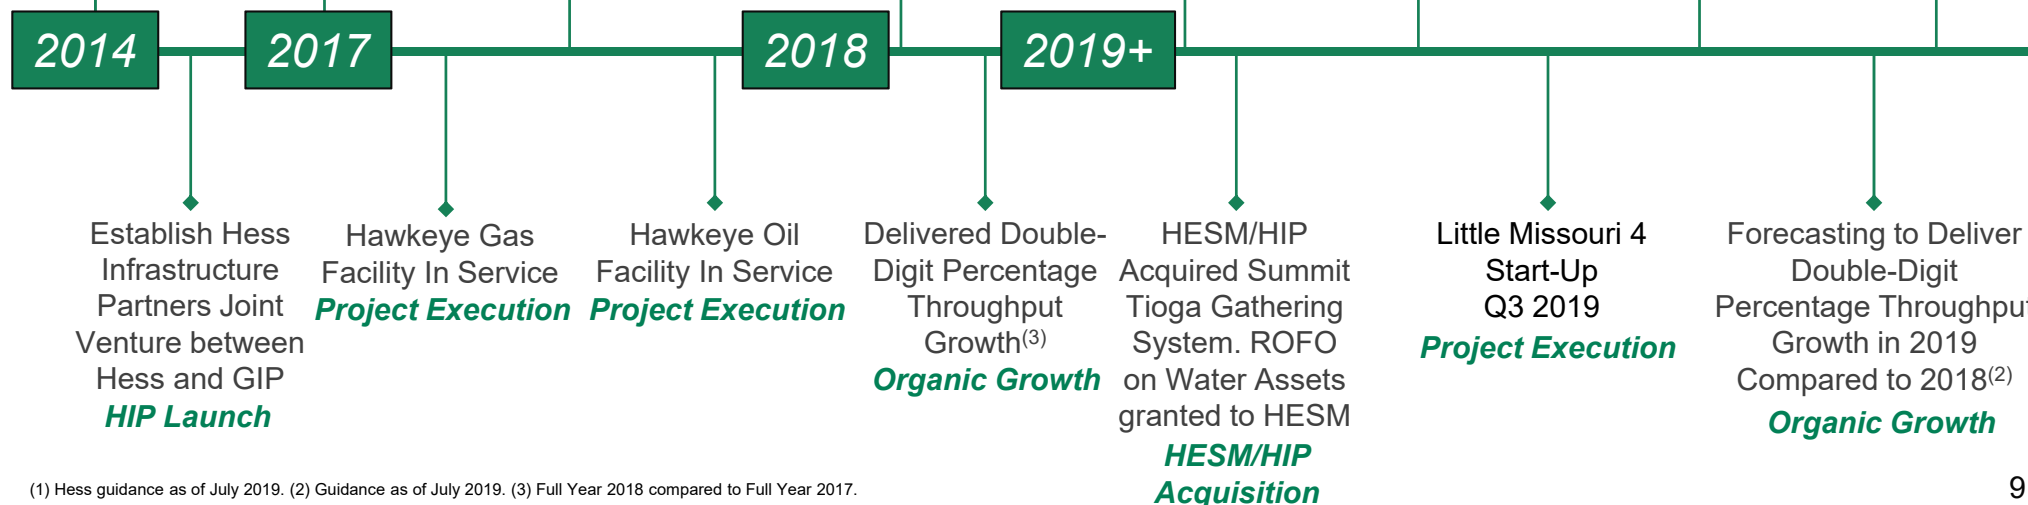 2014
2017
2018
2019+
Establish Hess
Infrastructure
Partners Joint
Venture between
Hess and GIP
HIP Launch
Hawkeye Gas
Facility In Service
Project Execution
Hawkeye Oil
Facility In Service
Project Execution
Delivered Double-
Digit Percentage
Throughput
Growth(3)
Organic Growth
HESM/HIP
Acquired Summit
Tioga Gathering
System. ROFO
on Water Assets
granted to HESM
HESM/HIP
Acquisition
Little Missouri 4
Start-Up
Q3 2019
Project Execution
Forecasting to Deliver
Double-Digit
Percentage Throughput
Growth in 2019
Compared to 2018(2)
Organic Growth
(1) Hess guidance as of July 2019. (2) Guidance as of July 2019. (3) Full Year 2018 compared to Full Year 2017.
9